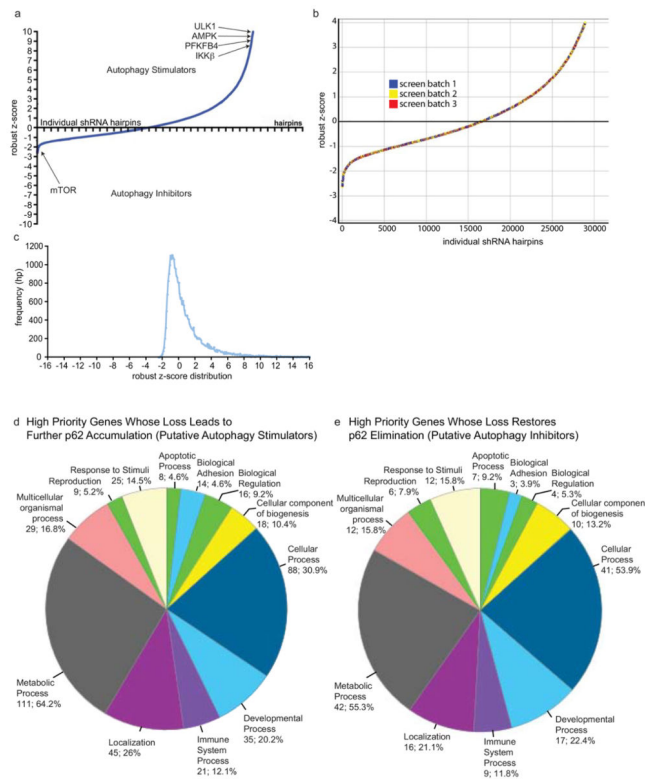 a
ULK1
AMPK
PFKFB4
IKKβ
Autophagy Stimulators
10
9
8
7
6
5
4
3
2
1
0
-1
-2
-3
-4
-5
-6
-7
-8
-9
-10
robust z-score
Individual shRNA hairpins
hairpins
mTOR
Autophagy Inhibitors
b
4
3
2
1
0
-1
-2
-3
-4
robust z-score
screen batch 1
screen batch 2
screen batch 3
0 5000 10000 15000 20000 25000 30000
individual shRNA hairpins
c
1200
1000
800
600
400
200
0
frequency (hp)
-16 -14 -12 -10 -8 -6 -4 -2 0 2 4 6 8 10 12 14 16
robust z-score distribution
d High Priority Genes Whose Loss Leads to
Further p62 Accumulation (Putative Autophagy Stimulators)
Apoptotic
Process
8; 4.6%
Biological
Adhesion
14; 4.6%
Biological
Regulation
16; 9.2%
Cellular component
of biogenesis
18; 10.4%
Cellular
Process
88; 30.9%
Developmental
Process
35; 20.2%
Immune
System
Process
21; 12.1%
Localization
45; 26%
Metabolic
Process
111; 64.2%
Multicellular
organismal
process
29; 16.8%
Reproduction
9; 5.2%
Response to Stimuli
25; 14.5%
e High Priority Genes Whose Loss Restores
p62 Elimination (Putative Autophagy Inhibitors)
Apoptotic
Process
7; 9.2%
Biological
Adhesion
3; 3.9%
Biological
Regulation
4; 5.3%
Cellular component
of biogenesis
10; 13.2%
Cellular
Process
41; 53.9%
Developmental
Process
17; 22.4%
Immune
System
Process
9; 11.8%
Localization
16; 21.1%
Metabolic
Process
42; 55.3%
Multicellular
organismal
process
12; 15.8%
Reproduction
6; 7.9%
Response to Stimuli
12; 15.8%